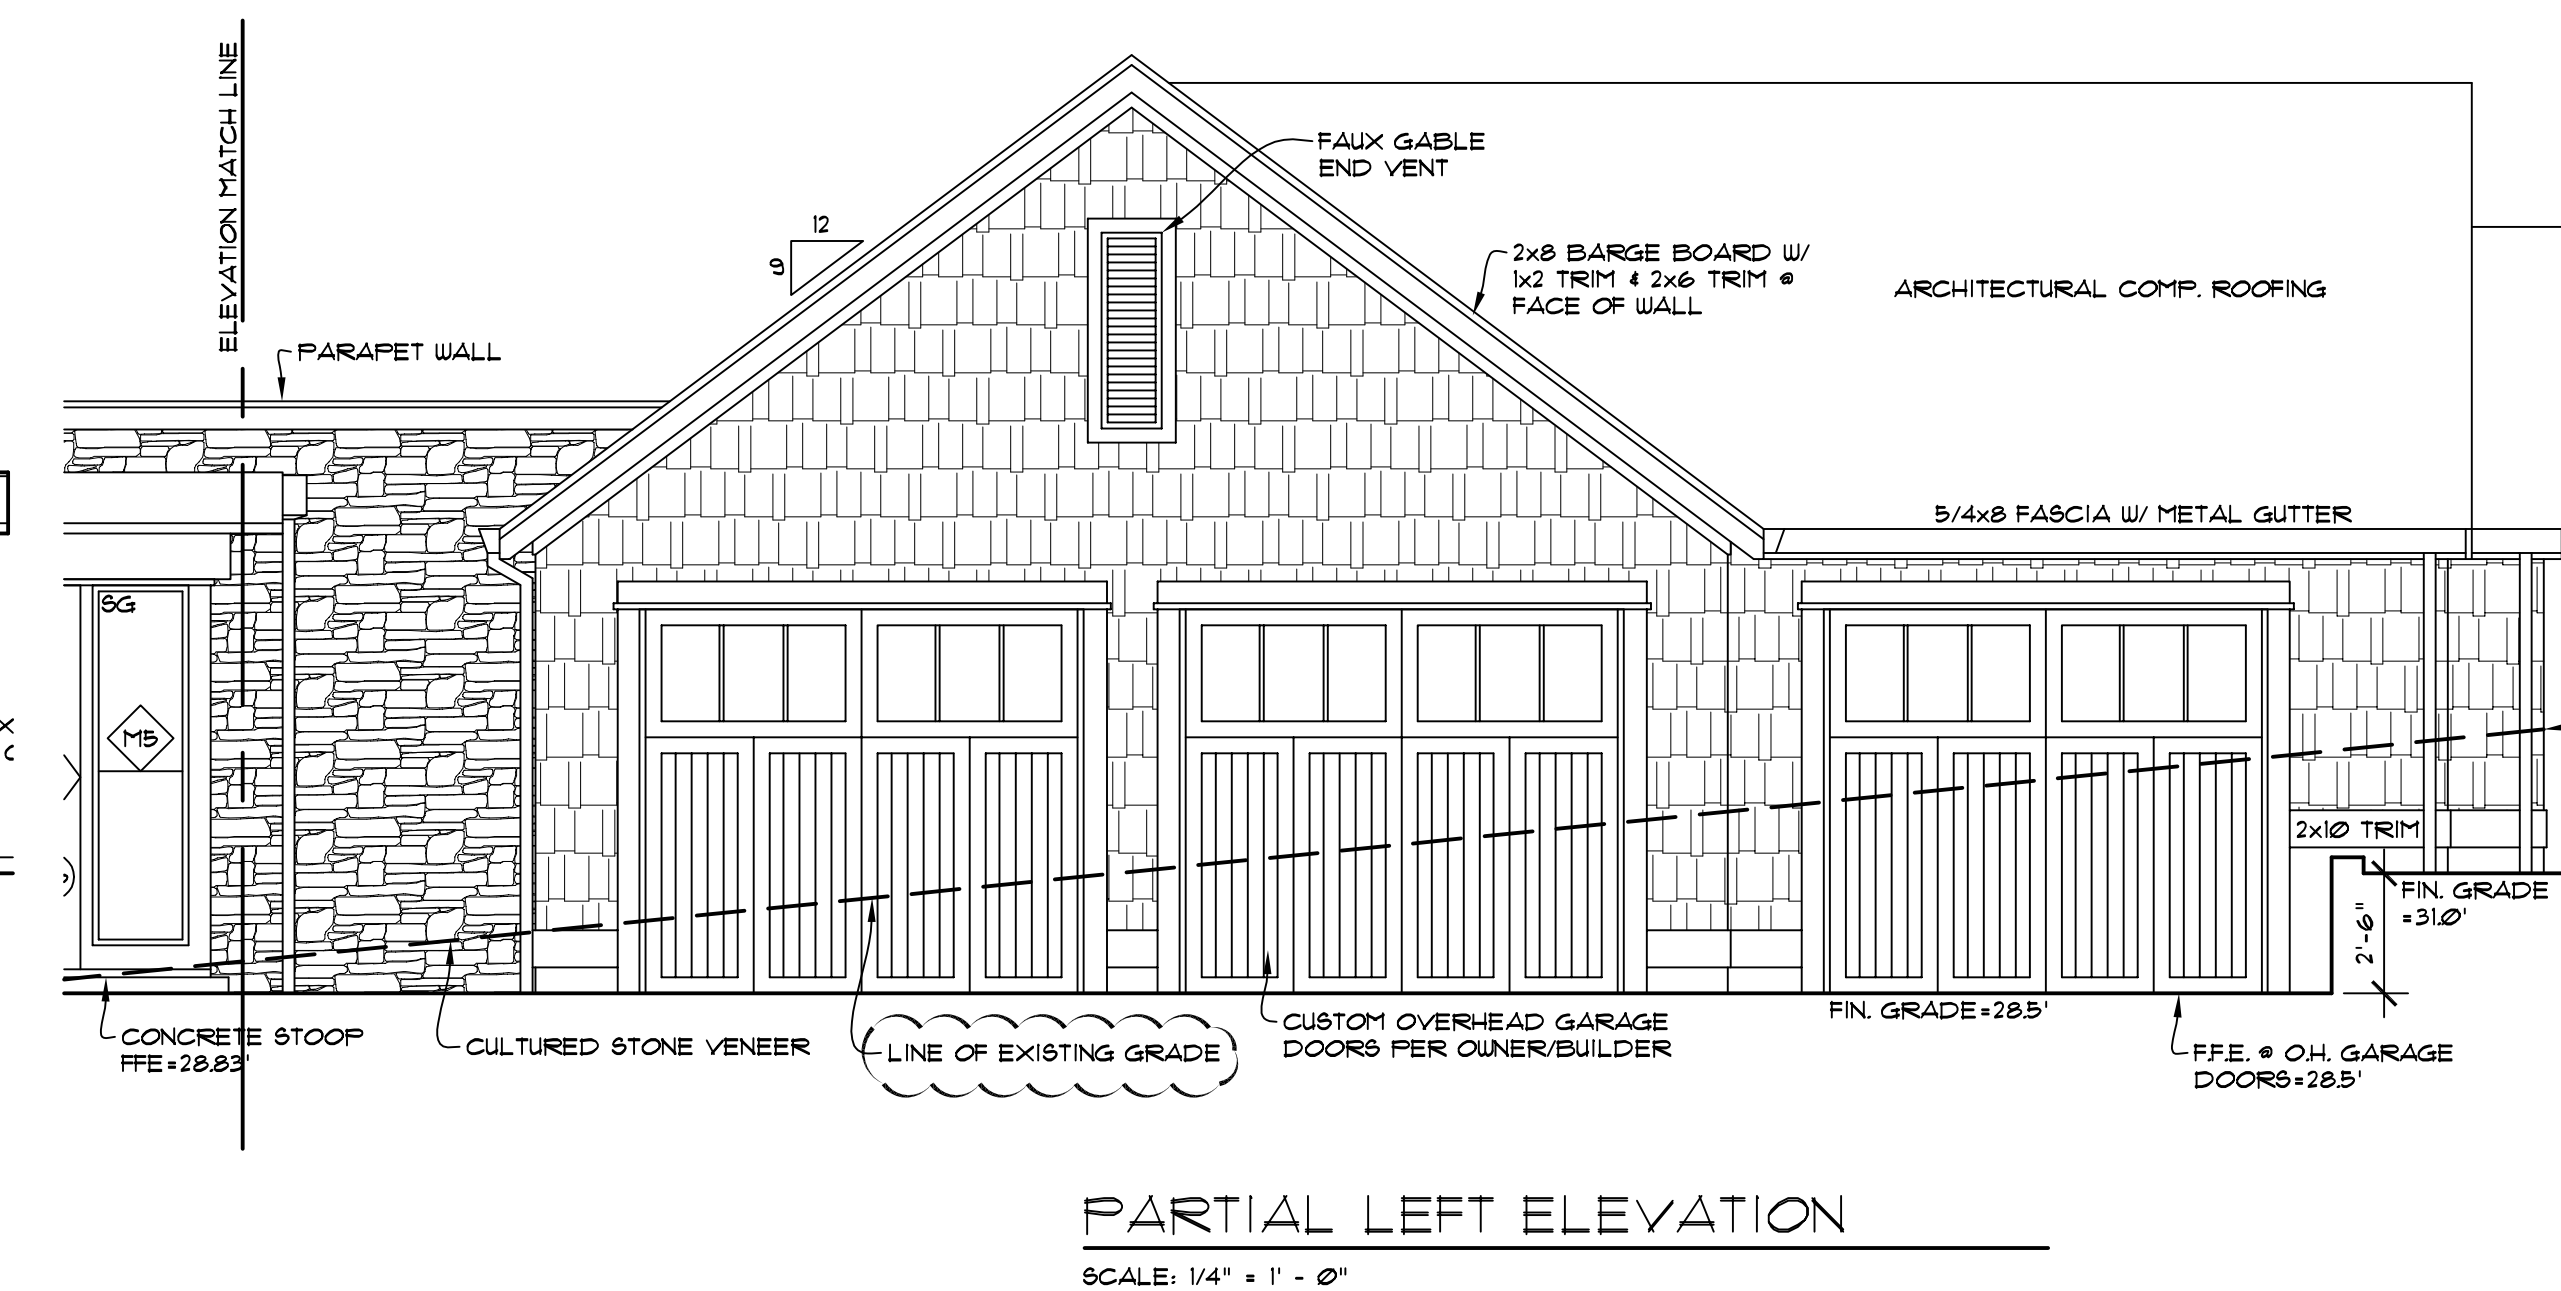 ELEVATION MATCH LINE
PARAPET WALL
12
9
FAUX GABLE
END VENT
2x8 BARGE BOARD W/
1x2 TRIM & 2x6 TRIM @
FACE OF WALL
ARCHITECTURAL COMP. ROOFING
5/4x8 FASCIA W/ METAL GUTTER
SG
M5
2x10 TRIM
FIN. GRADE
=31.0'
2'-6"
FIN. GRADE=28.5'
CONCRETE STOOP
FFE=28.83'
CULTURED STONE VENEER
LINE OF EXISTING GRADE
CUSTOM OVERHEAD GARAGE
DOORS PER OWNER/BUILDER
F.F.E. @ O.H. GARAGE
DOORS=28.5'
PARTIAL LEFT ELEVATION
SCALE: 1/4" = 1' - 0"